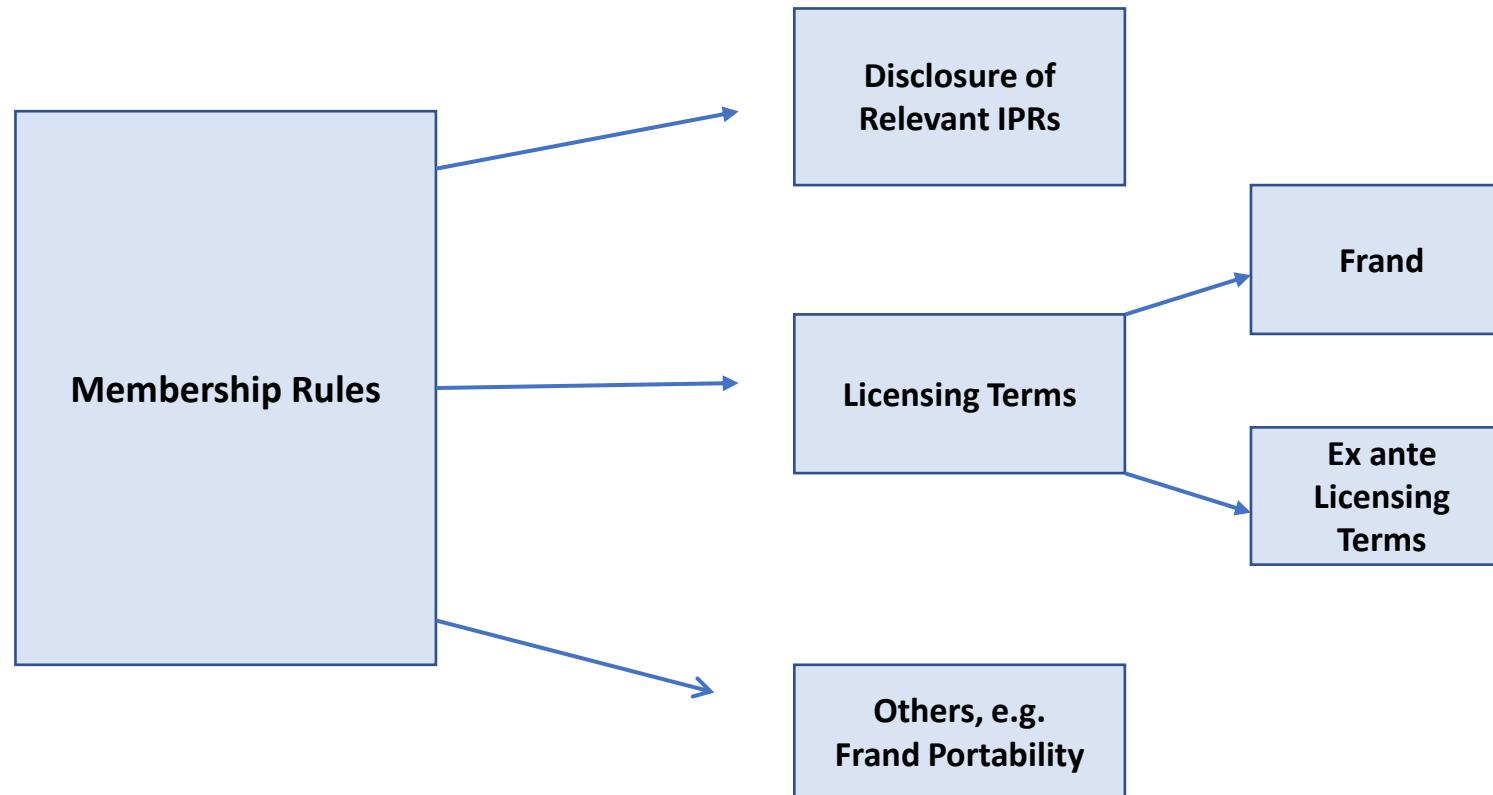 Membership Rules
Disclosure of
Relevant IPRs
Licensing Terms
Frand
Ex ante
Licensing
Terms
Others, e.g.
Frand Portability